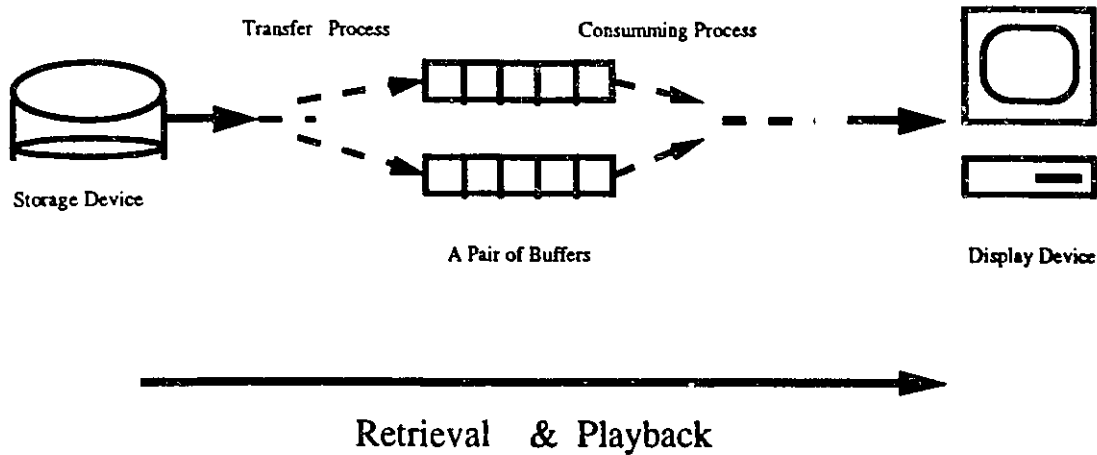 Transfer Process
Consumming Process
Storage Device
A Pair of Buffers
Display Device
Retrieval & Playback